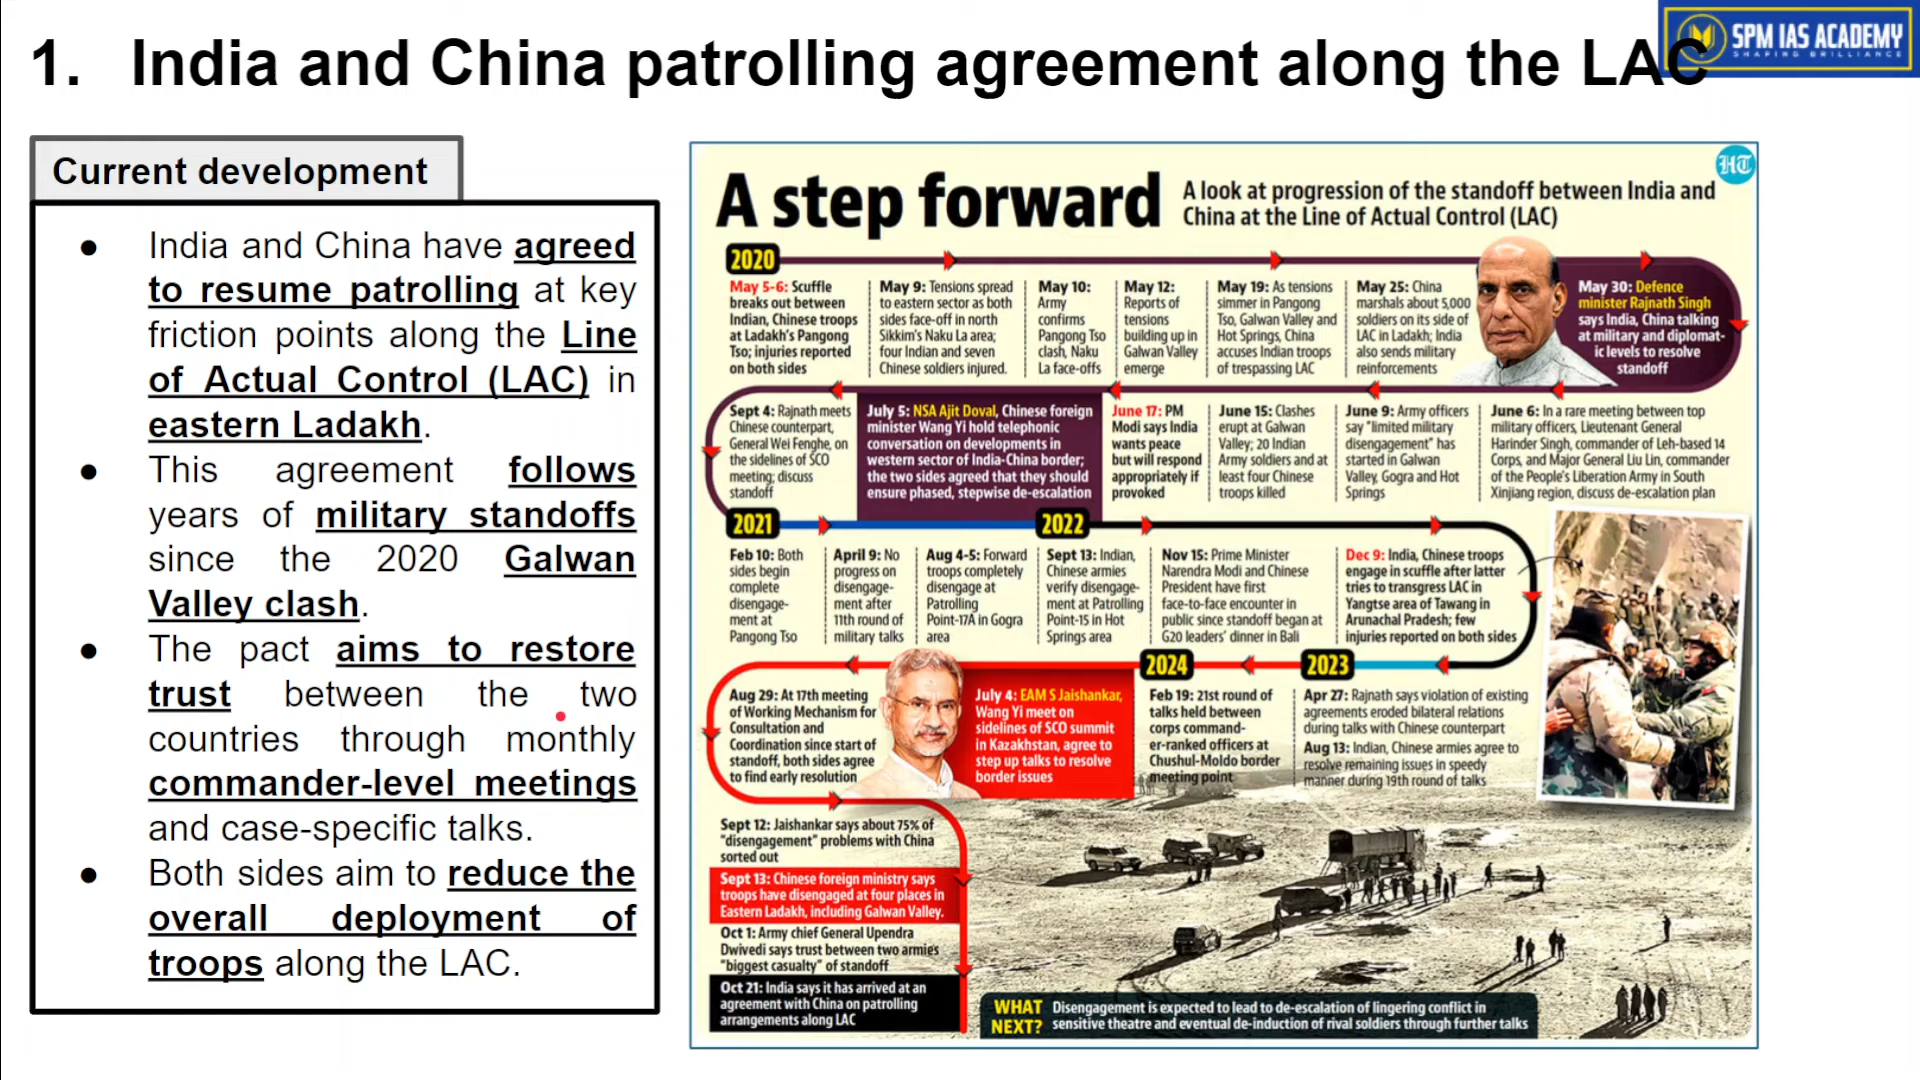 1. India and China patrolling agreement along the LAC
SPM IAS ACADEMY
SHAPING BRILLIANCE
Current development
● India and China have agreed
to resume patrolling at key
friction points along the Line
of Actual Control (LAC) in
eastern Ladakh.
● This agreement follows
years of military standoffs
since the 2020 Galwan
Valley clash.
● The pact aims to restore
trust between the two
countries through monthly
commander-level meetings
and case-specific talks.
● Both sides aim to reduce the
overall deployment of
troops along the LAC.
HT
A step forward
A look at progression of the standoff between India and
China at the Line of Actual Control (LAC)
2020
May 5-6: Scuffle
breaks out between
Indian, Chinese troops
at Ladakh's Pangong
Tso; injuries reported
on both sides
May 9: Tensions spread
to eastern sector as both
sides face-off in north
Sikkim's Naku La area;
four Indian and seven
Chinese soldiers injured.
May 10:
Army
confirms
Pangong Tso
clash, Naku
La face-offs
May 12:
Reports of
tensions
building up in
Galwan Valley
emerge
May 19: As tensions
simmer in Pangong
Tso, Galwan Valley and
Hot Springs, China
accuses Indian troops
of trespassing LAC
May 25: China
marshals about 5,000
soldiers on its side of
LAC in Ladakh; India
also sends military
reinforcements
May 30: Defence
minister Rajnath Singh
says India, China talking
at military and diplomat-
ic levels to resolve
standoff
Sept 4: Rajnath meets
Chinese counterpart,
General Wei Fenghe, on
the sidelines of SCO
meeting; discuss
standoff
July 5: NSA Ajit Doval, Chinese foreign
minister Wang Yi hold telephonic
conversation on developments in
western sector of India-China border;
the two sides agreed that they should
ensure phased, stepwise de-escalation
June 17: PM
Modi says India
wants peace
but will respond
appropriately if
provoked
June 15: Clashes
erupt at Galwan
Valley; 20 Indian
Army soldiers and at
least four Chinese
troops killed
June 9: Army officers
say "limited military
disengagement" has
started in Galwan
Valley, Gogra and Hot
Springs
June 6: In a rare meeting between top
military officers, Lieutenant General
Harinder Singh, commander of Leh-based 14
Corps, and Major General Liu Lin, commander
of the People's Liberation Army in South
Xinjiang region, discuss de-escalation plan
2021
2022
Feb 10: Both
sides begin
complete
disengage-
ment at
Pangong Tso
April 9: No
progress on
disengage-
ment after
11th round of
military talks
Aug 4-5: Forward
troops completely
disengage at
Patrolling
Point-17A in Gogra
area
Sept 13: Indian,
Chinese armies
verify disengage-
ment at Patrolling
Point-15 in Hot
Springs area
Nov 15: Prime Minister
Narendra Modi and Chinese
President have first
face-to-face encounter in
public since standoff began at
G20 leaders' dinner in Bali
Dec 9: India, Chinese troops
engage in scuffle after latter
tries to transgress LAC in
Yangtse area of Tawang in
Arunachal Pradesh; few
injuries reported on both sides
2024
2023
Aug 29: At 17th meeting
of Working Mechanism for
Consultation and
Coordination since start of
standoff, both sides agree
to find early resolution
July 4: EAM S Jaishankar,
Wang Yi meet on
sidelines of SCO summit
in Kazakhstan, agree to
step up talks to resolve
border issues
Feb 19: 21st round of
talks held between
corps command-
er-ranked officers at
Chushul-Moldo border
meeting point
Apr 27: Rajnath says violation of existing
agreements eroded bilateral relations
during talks with Chinese counterpart
Aug 13: Indian, Chinese armies agree to
resolve remaining issues in speedy
manner during 19th round of talks
Sept 12: Jaishankar says about 75% of
"disengagement" problems with China
sorted out
Sept 13: Chinese foreign ministry says
troops have disengaged at four places in
Eastern Ladakh, including Galwan Valley.
Oct 1: Army chief General Upendra
Dwivedi says trust between two armies
"biggest casualty" of standoff
Oct 21: India says it has arrived at an
agreement with China on patrolling
arrangements along LAC
WHAT NEXT?
Disengagement is expected to lead to de-escalation of lingering conflict in
sensitive theatre and eventual de-induction of rival soldiers through further talks